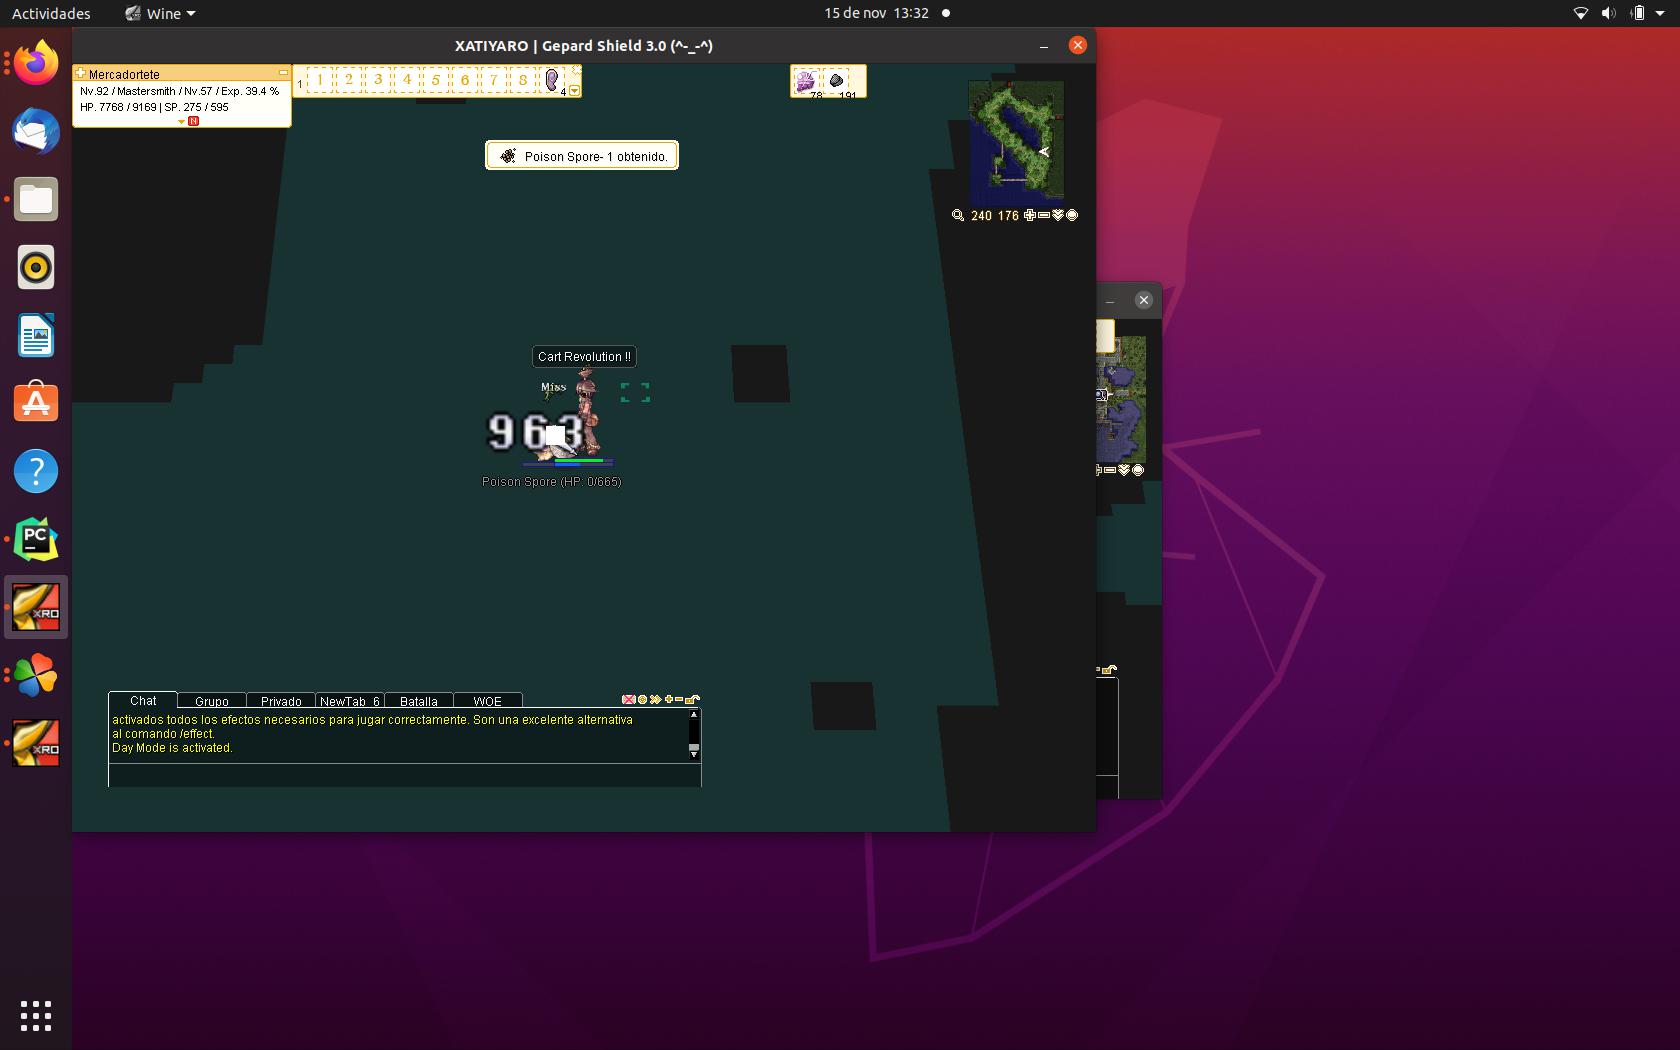 Actividades
Wine
15 de nov 13:32
XATIYARO | Gepard Shield 3.0 (^-_-^)
Mercadortete
Nv.92 / Mastersmith / Nv.57 / Exp. 39.4 %
HP. 7768 / 9169 | SP. 275 / 595
N
1 1 2 3 4 5 6 7 8 4
78 191
Poison Spore- 1 obtenido.
240 176
Cart Revolution !!
Miss
963
Poison Spore (HP: 0/665)
Chat Grupo Privado NewTab 6 Batalla WOE
activados todos los efectos necesarios para jugar correctamente. Son una excelente alternativa
al comando /effect.
Day Mode is activated.
PC
XRO
XRO